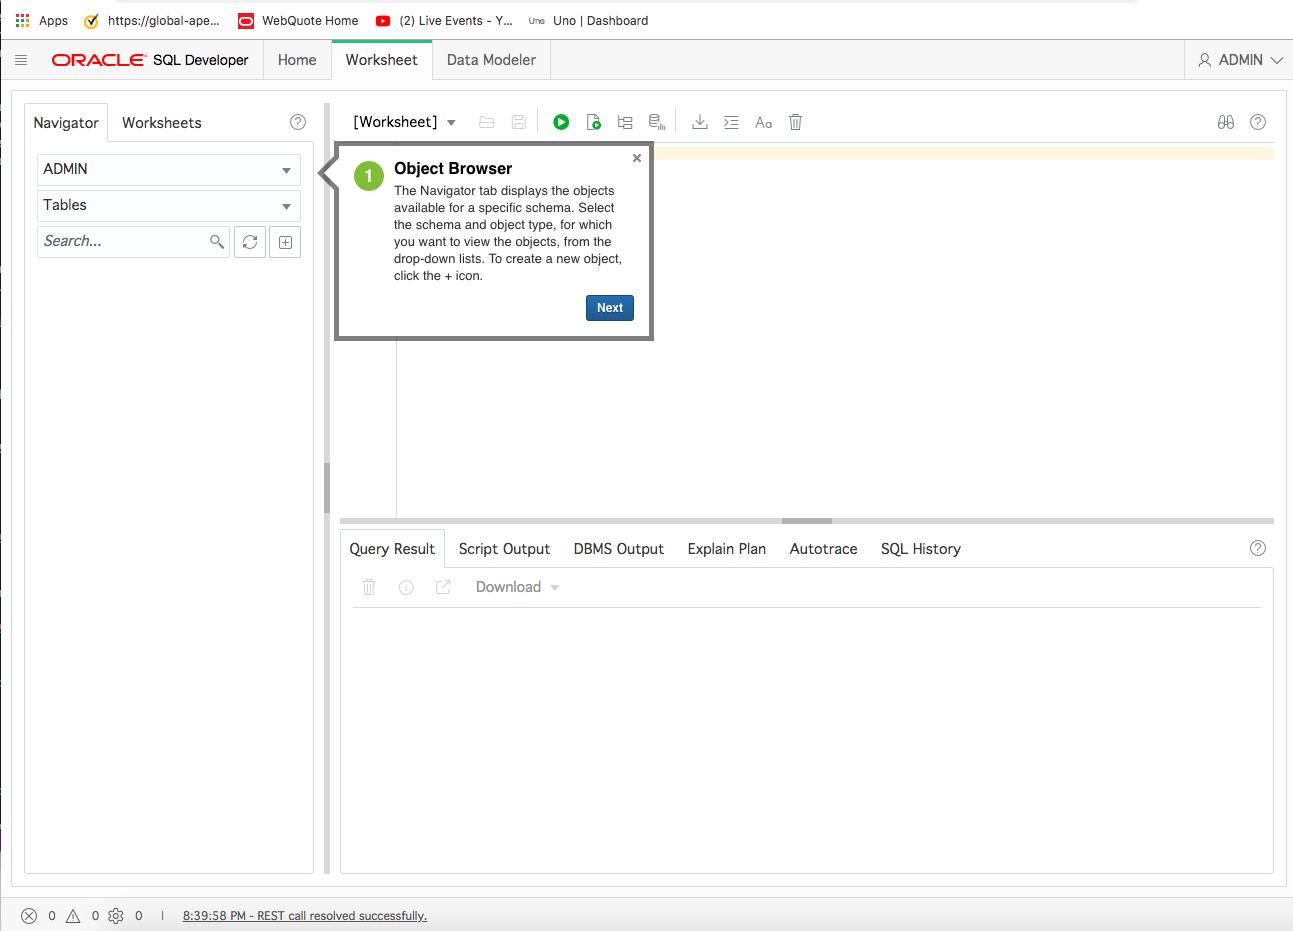 Apps https://global-ape... WebQuote Home (2) Live Events - Y... Uno Uno | Dashboard
ORACLE SQL Developer Home Worksheet Data Modeler ADMIN
Navigator Worksheets ?
[Worksheet] Aa ?
ADMIN
Tables
Search...
1 Object Browser ×
The Navigator tab displays the objects
available for a specific schema. Select
the schema and object type, for which
you want to view the objects, from the
drop-down lists. To create a new object,
click the + icon.
Next
Query Result Script Output DBMS Output Explain Plan Autotrace SQL History ?
Download
0 0 0 | 8:39:58 PM - REST call resolved successfully.